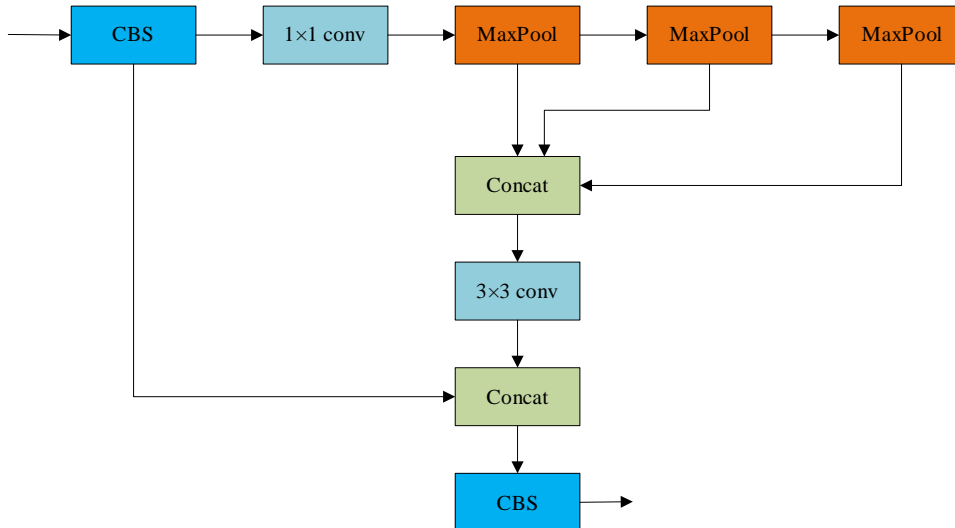 CBS
1×1 conv
MaxPool
MaxPool
MaxPool
Concat
3×3 conv
Concat
CBS